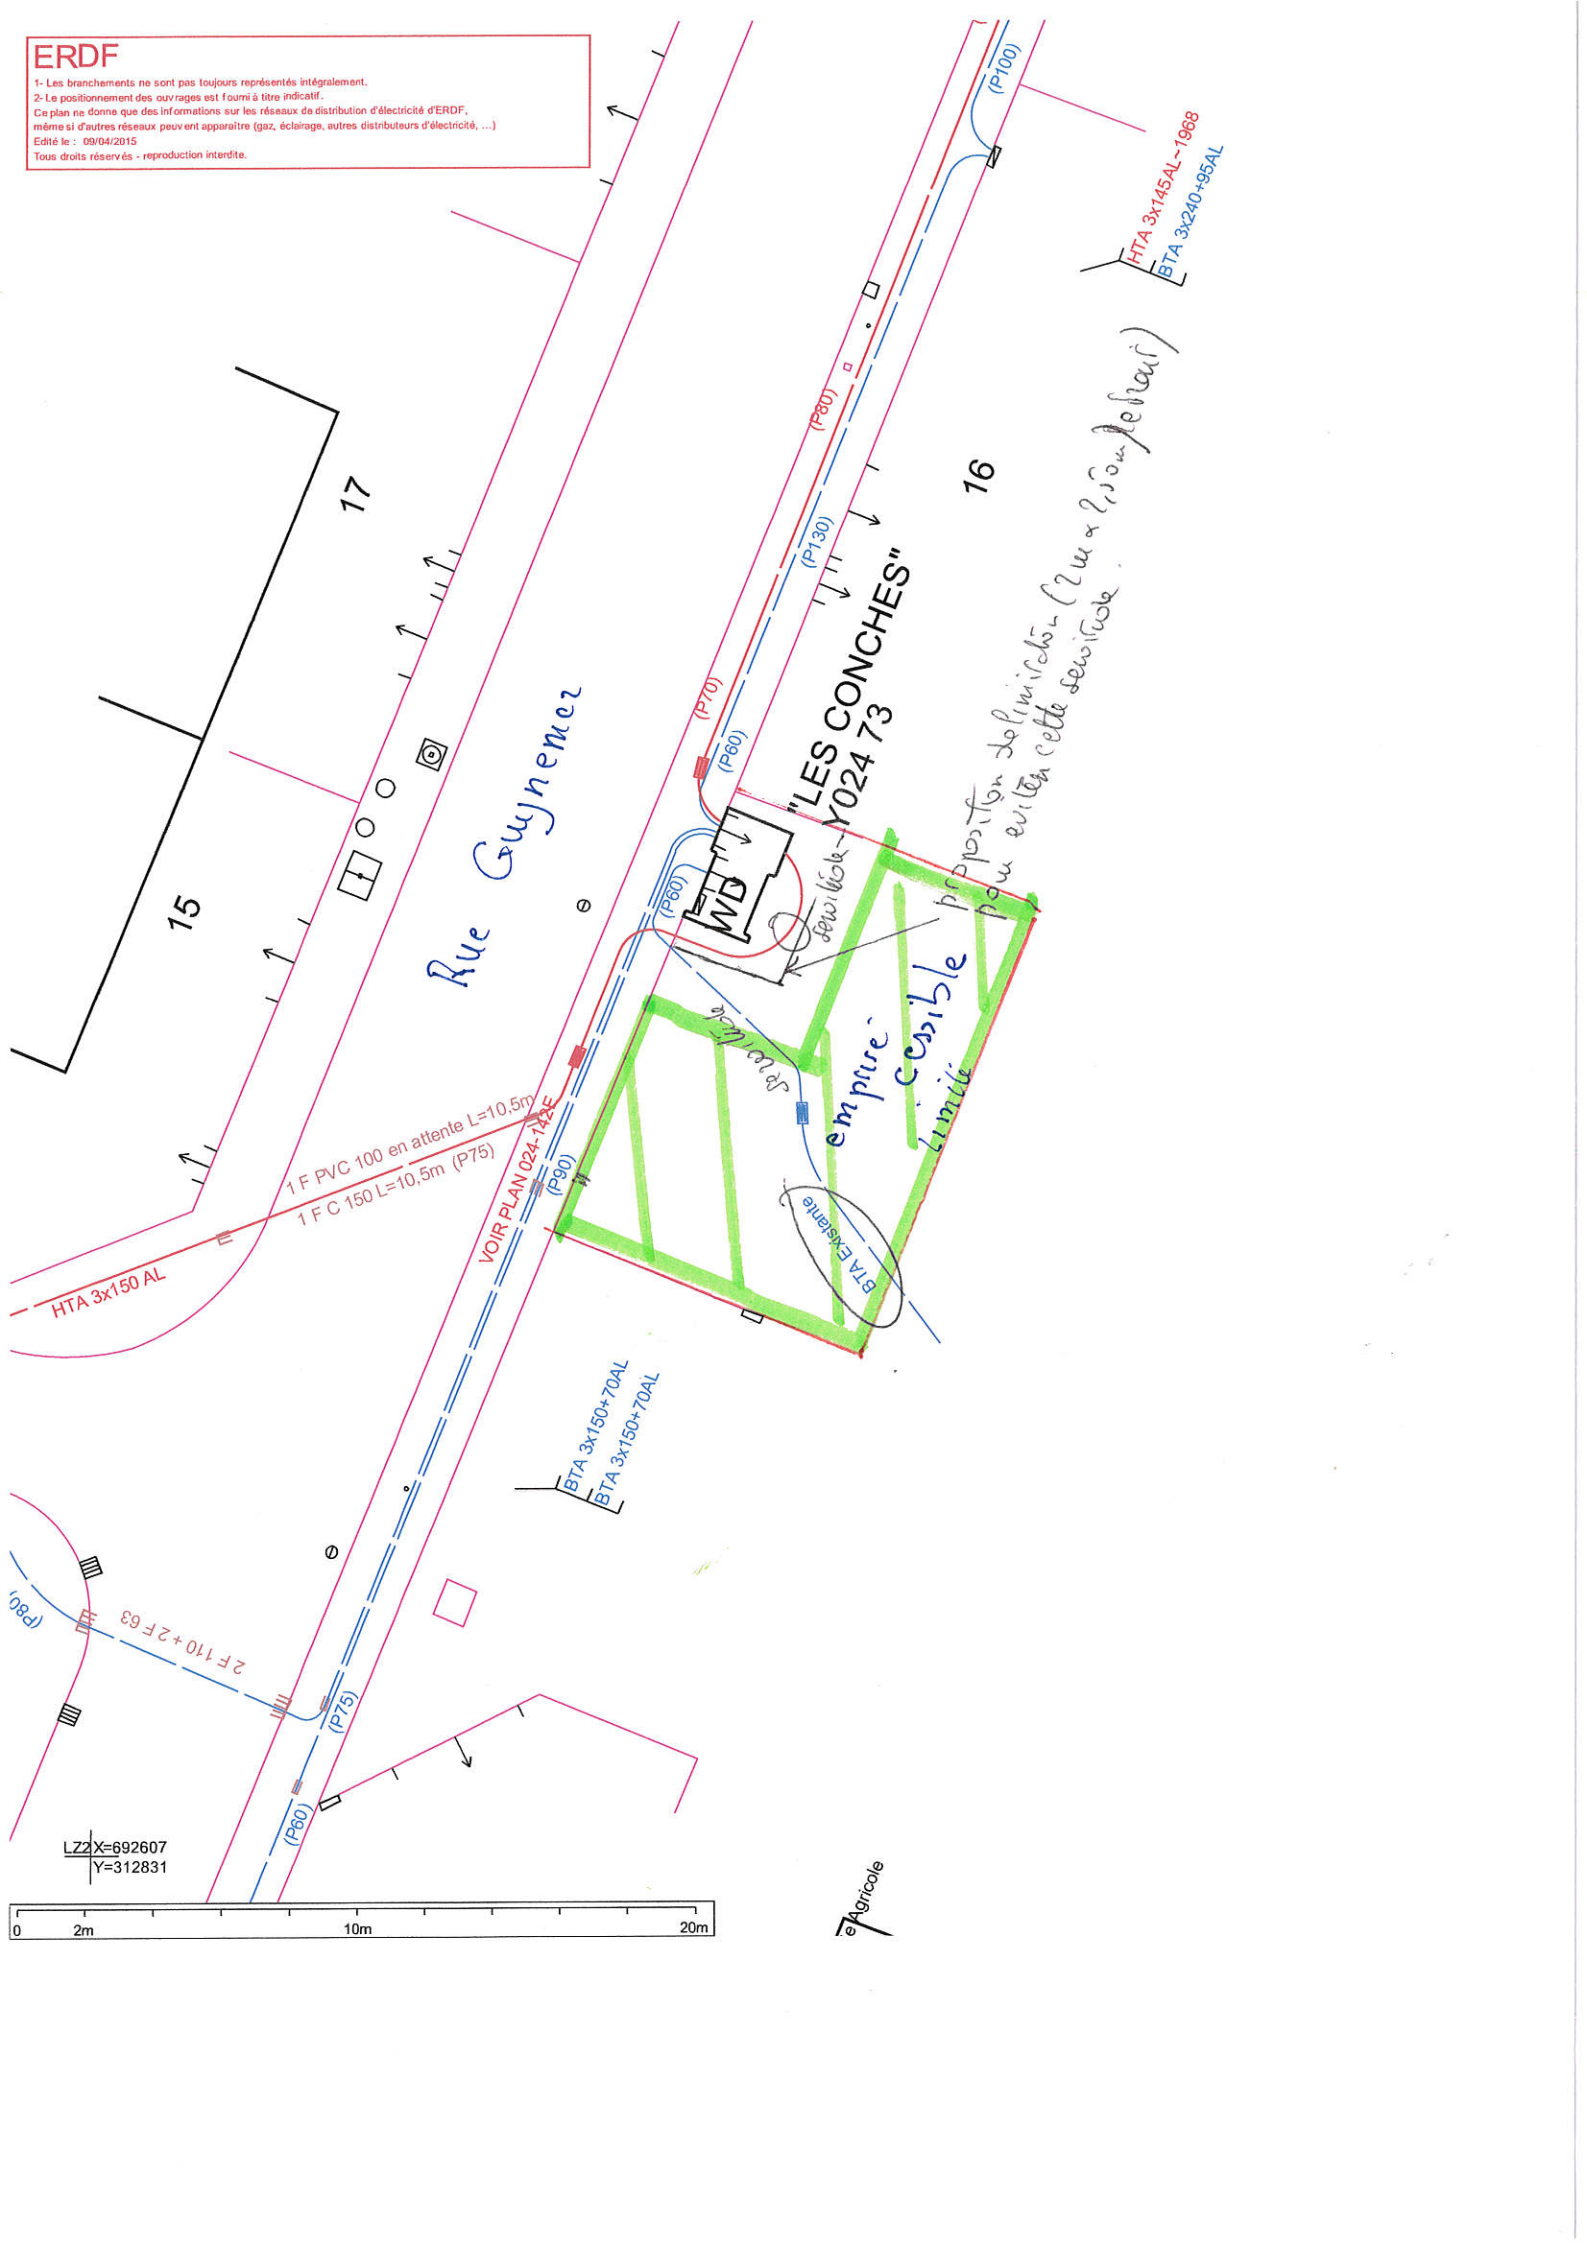 ERDF
1- Les branchements ne sont pas toujours représentés intégralement.
2- Le positionnement des ouvrages est fourni à titre indicatif.
Ce plan ne donne que des informations sur les réseaux de distribution d'électricité d'ERDF,
même si d'autres réseaux peuvent apparaître (gaz, éclairage, autres distributeurs d'électricité, ...)
Edité le : 09/04/2015
Tous droits réservés - reproduction interdite.
(P100)
HTA 3x145AL~1968
BTA 3x240+95AL
(P80)
17
16
(P130)
"LES CONCHES"
Y024 73
proposition de limitation (2m x 2,50m
pour eviter cette servitude.
(P70)
(P60)
Rue Guynemer
15
WD
(P60)
servitude
servitude
emprise
cessible
Limite
1 F PVC 100 en attente L=10,5m
1 F C 150 L=10,5m (P75)
VOIR PLAN 024-142E
(P90)
HTA 3x150 AL
BTA Existante
BTA 3x150+70AL
BTA 3x150+70AL
(P80)
2 F 110 + 2 F 63
(P75)
(P60)
LZ2 X=692607
Y=312831
0 2m 10m 20m
e Agricole